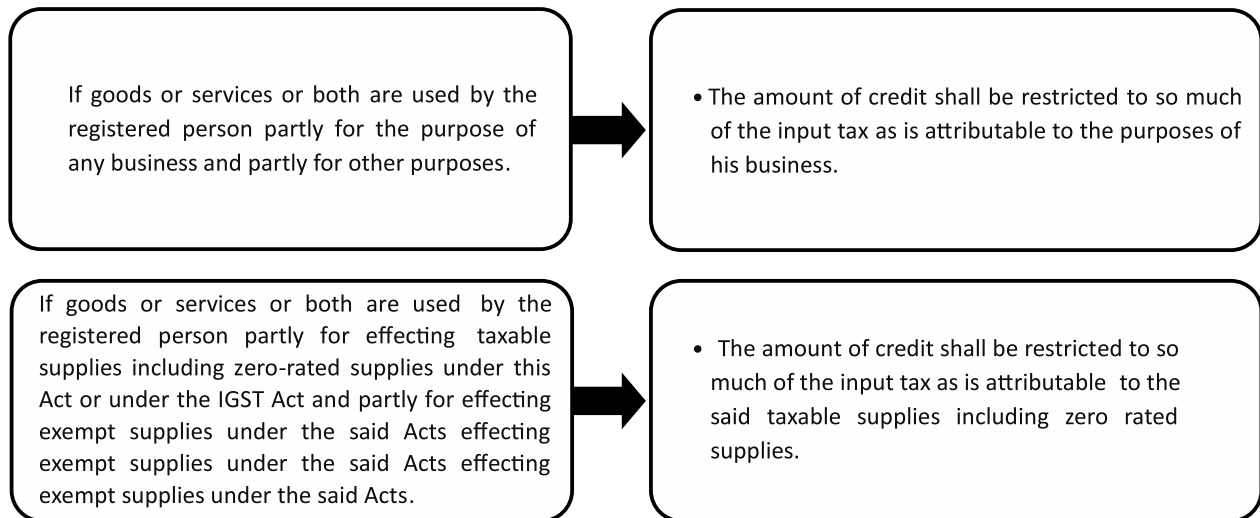 If goods or services or both are used by the
registered person partly for the purpose of
any business and partly for other purposes.
• The amount of credit shall be restricted to so much
of the input tax as is attributable to the purposes of
his business.
If goods or services or both are used by the
registered person partly for effecting taxable
supplies including zero-rated supplies under this
Act or under the IGST Act and partly for effecting
exempt supplies under the said Acts effecting
exempt supplies under the said Acts effecting
exempt supplies under the said Acts.
• The amount of credit shall be restricted to so
much of the input tax as is attributable to the
said taxable supplies including zero rated
supplies.